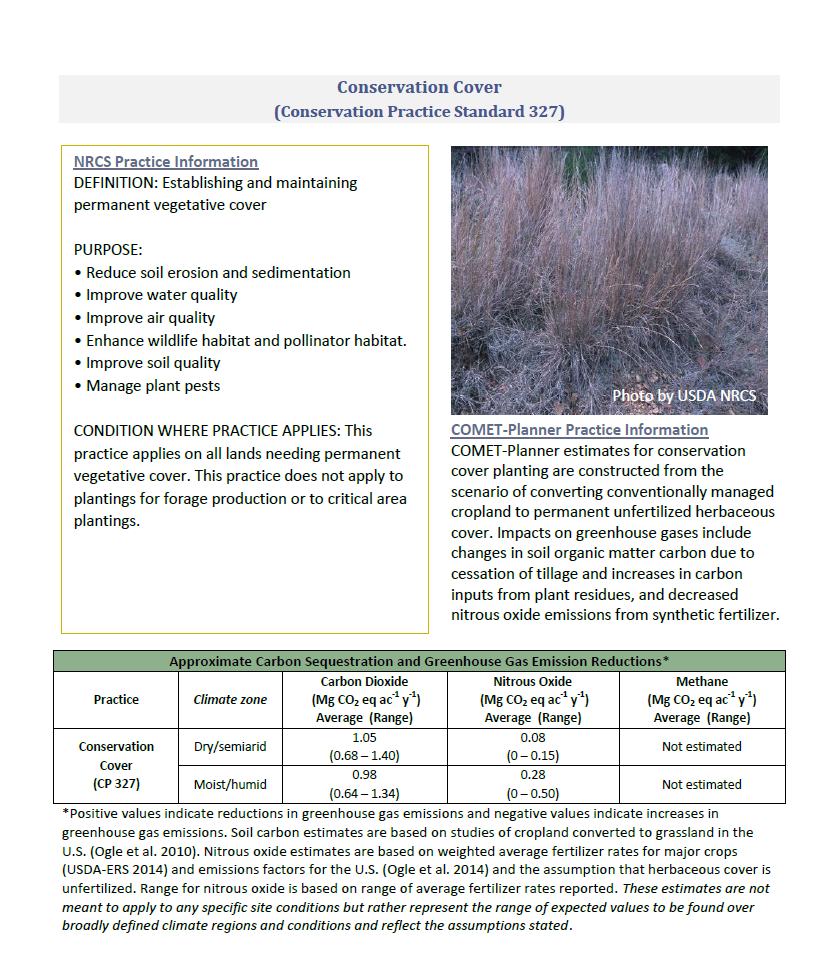 Conservation Cover
(Conservation Practice Standard 327)
NRCS Practice Information
DEFINITION: Establishing and maintaining
permanent vegetative cover
PURPOSE:
• Reduce soil erosion and sedimentation
• Improve water quality
• Improve air quality
• Enhance wildlife habitat and pollinator habitat.
• Improve soil quality
• Manage plant pests
CONDITION WHERE PRACTICE APPLIES: This
practice applies on all lands needing permanent
vegetative cover. This practice does not apply to
plantings for forage production or to critical area
plantings.
Photo by USDA NRCS
COMET-Planner Practice Information
COMET-Planner estimates for conservation
cover planting are constructed from the
scenario of converting conventionally managed
cropland to permanent unfertilized herbaceous
cover. Impacts on greenhouse gases include
changes in soil organic matter carbon due to
cessation of tillage and increases in carbon
inputs from plant residues, and decreased
nitrous oxide emissions from synthetic fertilizer.
Approximate Carbon Sequestration and Greenhouse Gas Emission Reductions*
Practice
Climate zone
Carbon Dioxide
(Mg CO₂ eq ac⁻¹ y⁻¹)
Average (Range)
Nitrous Oxide
(Mg CO₂ eq ac⁻¹ y⁻¹)
Average (Range)
Methane
(Mg CO₂ eq ac⁻¹ y⁻¹)
Average (Range)
Conservation
Cover
(CP 327)
Dry/semiarid
1.05
(0.68 – 1.40)
0.08
(0 – 0.15)
Not estimated
Moist/humid
0.98
(0.64 – 1.34)
0.28
(0 – 0.50)
Not estimated
*Positive values indicate reductions in greenhouse gas emissions and negative values indicate increases in
greenhouse gas emissions. Soil carbon estimates are based on studies of cropland converted to grassland in the
U.S. (Ogle et al. 2010). Nitrous oxide estimates are based on weighted average fertilizer rates for major crops
(USDA-ERS 2014) and emissions factors for the U.S. (Ogle et al. 2014) and the assumption that herbaceous cover is
unfertilized. Range for nitrous oxide is based on range of average fertilizer rates reported. These estimates are not
meant to apply to any specific site conditions but rather represent the range of expected values to be found over
broadly defined climate regions and conditions and reflect the assumptions stated.